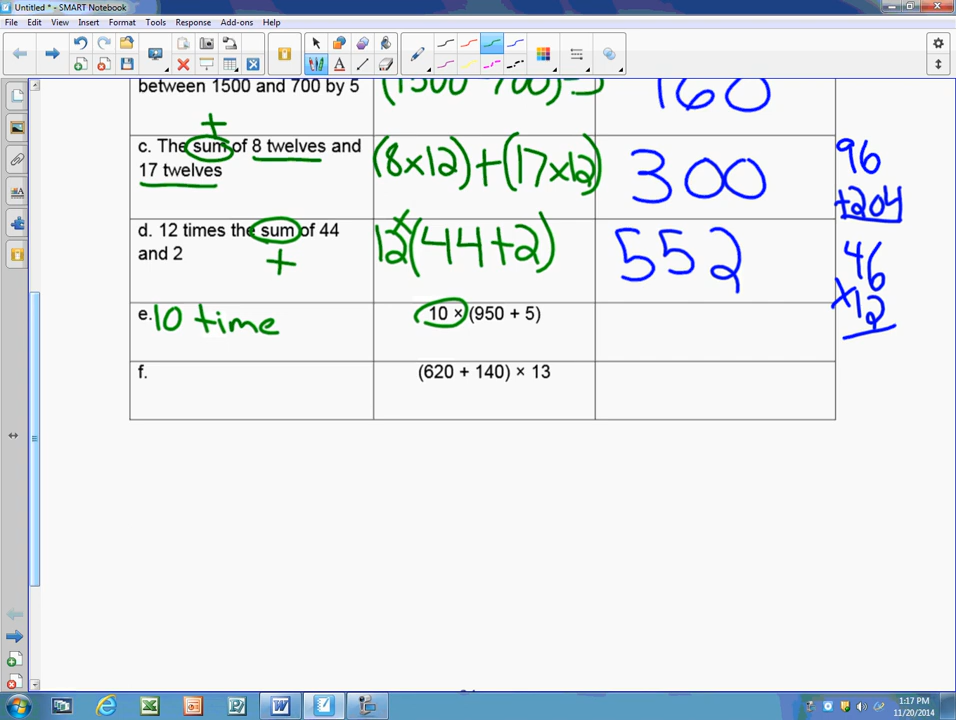 Untitled * - SMART Notebook
File Edit View Insert Format Tools Response Add-ons Help
between 1500 and 700 by 5
(1500 - 700) ÷ 5
160
+
c. The sum of 8 twelves and
17 twelves
(8×12)+(17×12)
300
96
+204
d. 12 times the sum of 44
and 2
+
12×(44+2)
552
46
×12
e. 10 time
10 × (950 + 5)
f.
(620 + 140) × 13
1:17 PM
11/20/2014